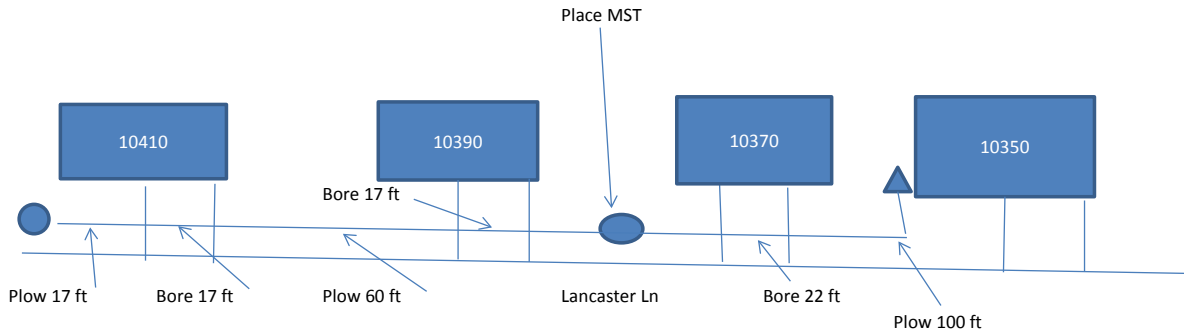 Place MST
10410
10390
10370
10350
Bore 17 ft
Plow 17 ft
Bore 17 ft
Plow 60 ft
Lancaster Ln
Bore 22 ft
Plow 100 ft